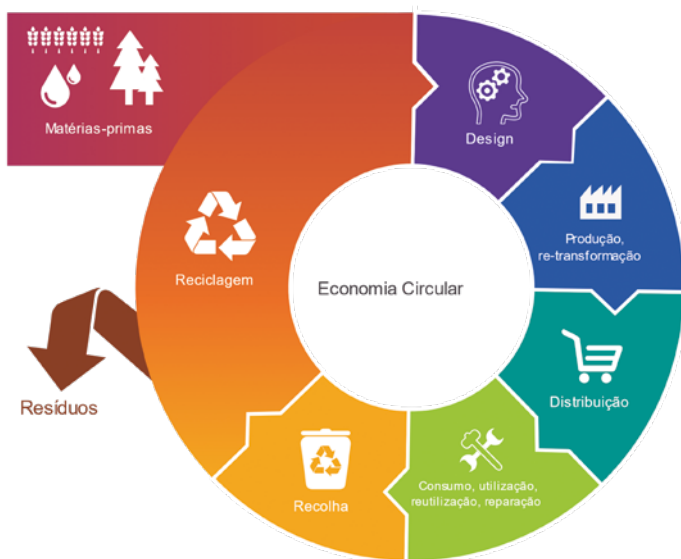 Matérias-primas
Design
Produção,
re-transformação
Reciclagem
Economia Circular
Distribuição
Resíduos
Consumo, utilização,
reutilização, reparação
Recolha